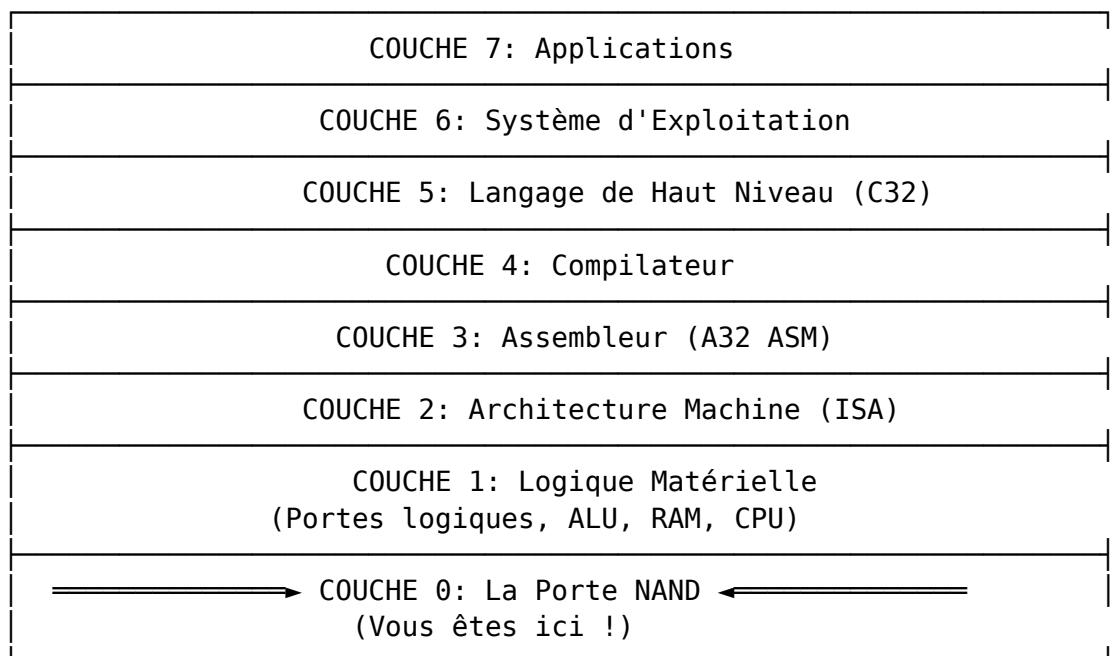 COUCHE 7: Applications
COUCHE 6: Système d'Exploitation
COUCHE 5: Langage de Haut Niveau (C32)
COUCHE 4: Compilateur
COUCHE 3: Assembleur (A32 ASM)
COUCHE 2: Architecture Machine (ISA)
COUCHE 1: Logique Matérielle
(Portes logiques, ALU, RAM, CPU)
COUCHE 0: La Porte NAND
(Vous êtes ici !)